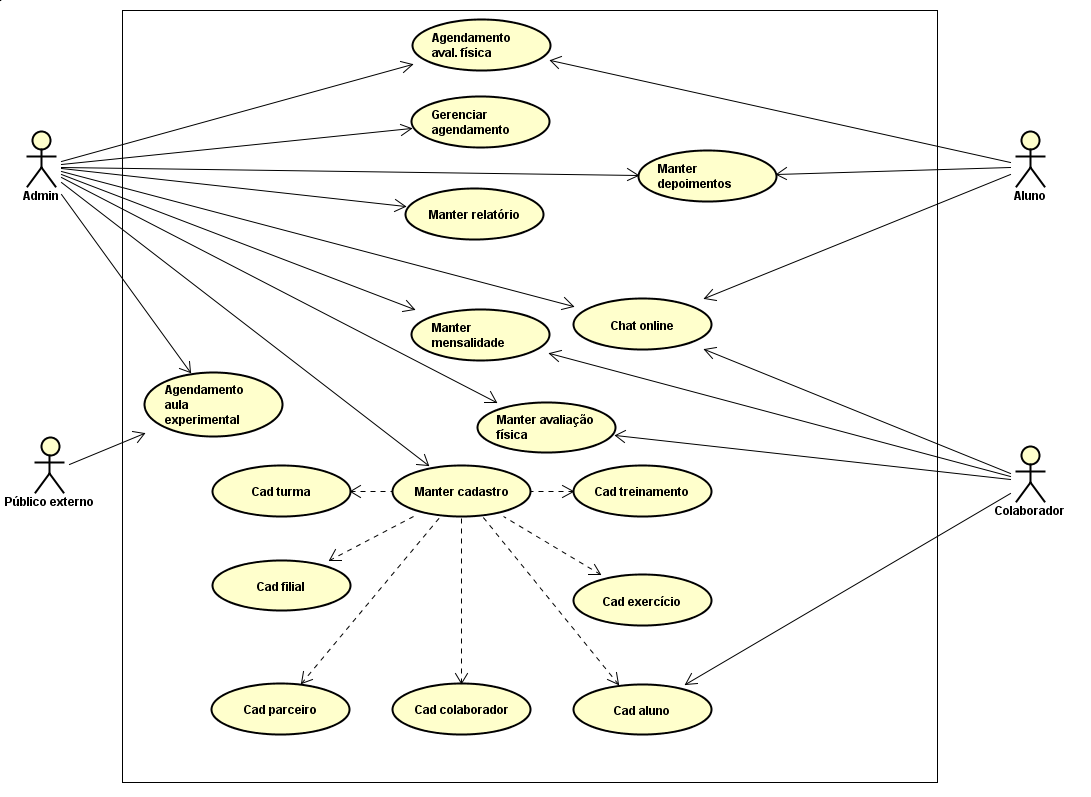 Agendamento
aval. física
Gerenciar
agendamento
Manter
depoimentos
Admin
Aluno
Manter relatório
Manter
mensalidade
Chat online
Agendamento
aula
experimental
Manter avaliação
física
Público externo
Colaborador
Cad turma
Manter cadastro
Cad treinamento
Cad filial
Cad exercício
Cad parceiro
Cad colaborador
Cad aluno